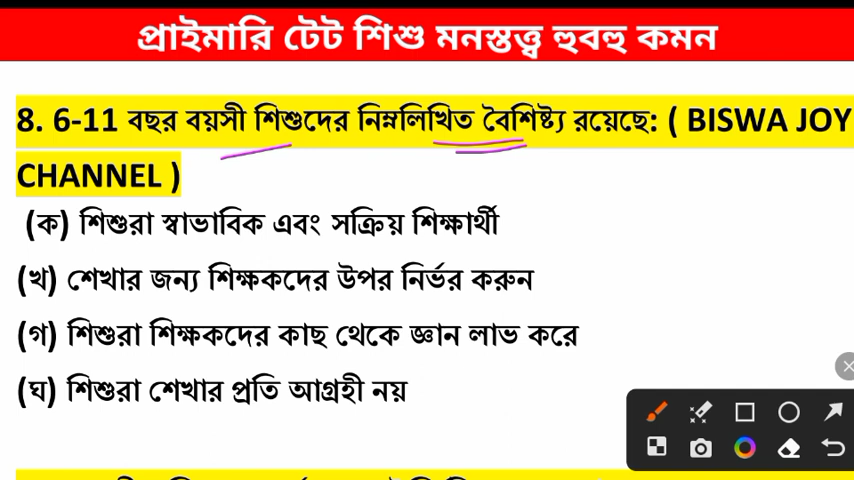 প্রাইমারি টেট শিশু মনস্তত্ত্ব হুবহু কমন
8. 6-11 বছর বয়সী শিশুদের নিম্নলিখিত বৈশিষ্ট্য রয়েছে: ( BISWA JOY
CHANNEL )
(ক) শিশুরা স্বাভাবিক এবং সক্রিয় শিক্ষার্থী
(খ) শেখার জন্য শিক্ষকদের উপর নির্ভর করুন
(গ) শিশুরা শিক্ষকদের কাছ থেকে জ্ঞান লাভ করে
(ঘ) শিশুরা শেখার প্রতি আগ্রহী নয়